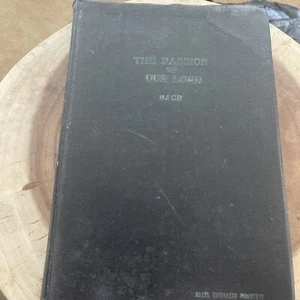 THE PASSION
OF
OUR LORD
BACH